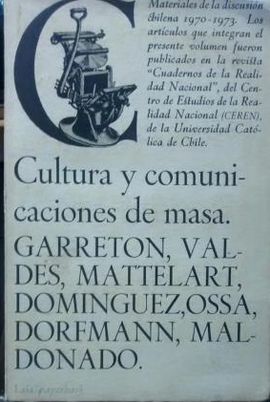 Materiales de la discusión
chilena 1970-1973. Los
artículos que integran el
presente volumen fueron
publicados en la revista
"Cuadernos de la Reali-
dad Nacional", del Cen-
tro de Estudios de la Rea-
lidad Nacional (CEREN),
de la Universidad Cató-
lica de Chile.
C
Cultura y comuni-
caciones de masa.
GARRETON, VAL-
DES, MATTELART,
DOMINGUEZ,OSSA,
DORFMANN, MAL-
DONADO.
Laia/paperback